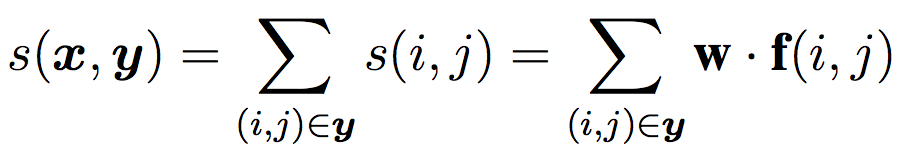 s(x, y) = ∑_{(i,j)∈y} s(i, j) = ∑_{(i,j)∈y} w · f(i, j)